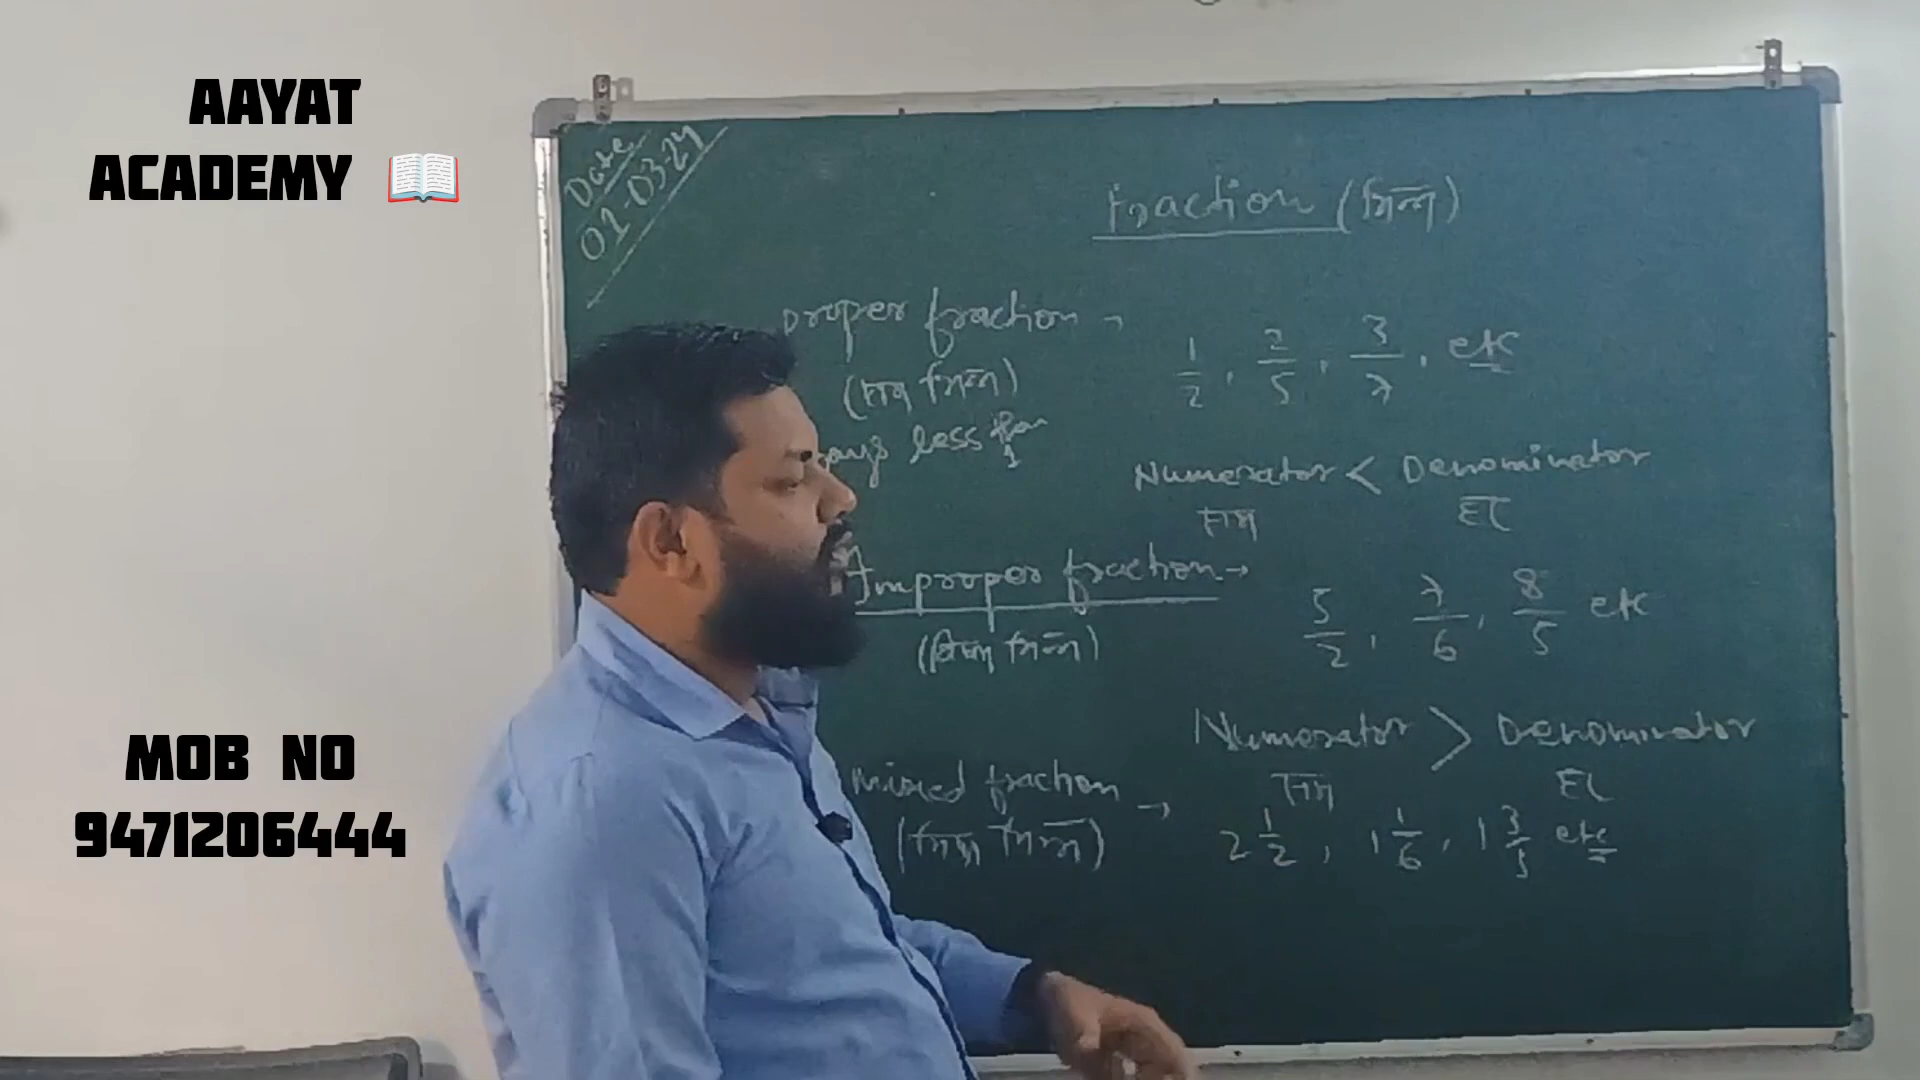 AAYAT
ACADEMY
Date
01-03-24
Fraction (भिन्न)
Proper fraction →
1/2, 2/5, 3/7, etc
(सम भिन्न)
less than
1
Numerator < Denominator
अंश हर
Improper fraction →
5/2, 7/6, 8/5 etc
(विषम भिन्न)
Numerator > Denominator
अंश हर
Mixed fraction →
(मिश्र भिन्न)
2 1/2, 1 1/6, 1 3/5 etc
MOB NO
9471206444